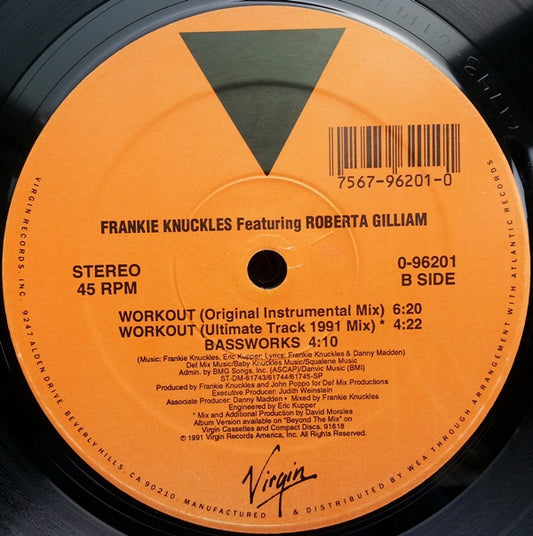 7567-96201-0
FRANKIE KNUCKLES Featuring ROBERTA GILLIAM
STEREO
45 RPM
0-96201
B SIDE
WORKOUT (Original Instrumental Mix) 6:20
WORKOUT (Ultimate Track 1991 Mix) * 4:22
BASSWORKS 4:10
(Music: Frankie Knuckles, Eric Kupper; Lyrics: Frankie Knuckles & Danny Madden)
Def Mix Music/Baby Knuckles Music/Squalene Music
Admin. by BMG Songs, Inc. (ASCAP)/Danvic Music (BMI)
ST-DM-61743/61744/61745-SP
Produced by Frankie Knuckles and John Poppo for Def Mix Productions
Executive Producer: Judith Weinstein
Associate Producer: Danny Madden • Mixed by Frankie Knuckles
Engineered by Eric Kupper
* Mix and Additional Production by David Morales
Album Version available on "Beyond The Mix" on
Virgin Cassettes and Compact Discs. 91618
© 1991 Virgin Records America, Inc. All Rights Reserved.
Virgin
VIRGIN RECORDS, INC. 9247 ALDEN DRIVE, BEVERLY HILLS, CA 90210. MANUFACTURED & DISTRIBUTED BY WEA THROUGH ARRANGEMENT WITH ATLANTIC RECORDS